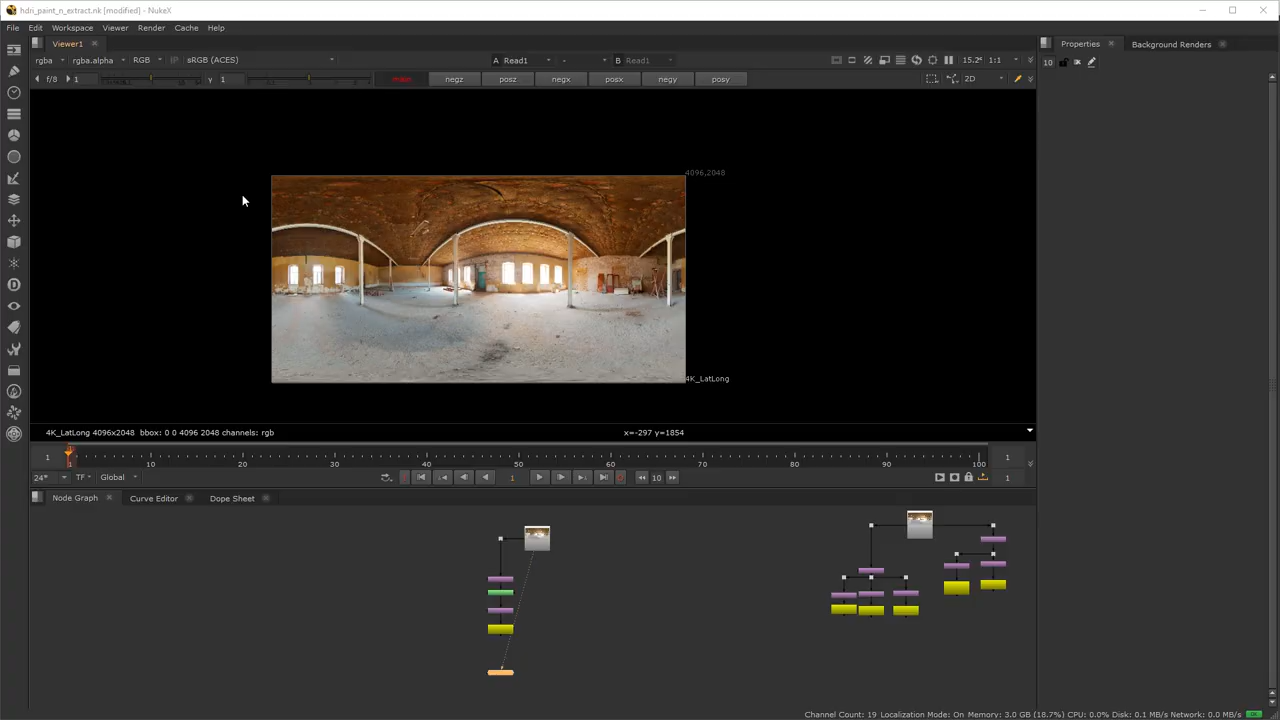 hdri_paint_n_extract.nk [modified] - NukeX
File Edit Workspace Viewer Render Cache Help
Viewer1
Properties
Background Renders
rgba rgba.alpha RGB IP sRGB (ACES) A Read1 - B Read1 15.2 1:1
f/8 1 y 1 main negz posz negx posx negy posy 2D
10
4096,2048
4K_LatLong
4K_LatLong 4096x2048 bbox: 0 0 4096 2048 channels: rgb x=-297 y=1854
1 1 10 20 30 40 50 60 70 80 90 100 1
24* TF Global 1 10 1
Node Graph Curve Editor Dope Sheet
Channel Count: 19 Localization Mode: On Memory: 3.0 GB (18.7%) CPU: 0.0% Disk: 0.1 MB/s Network: 0.0 MB/s